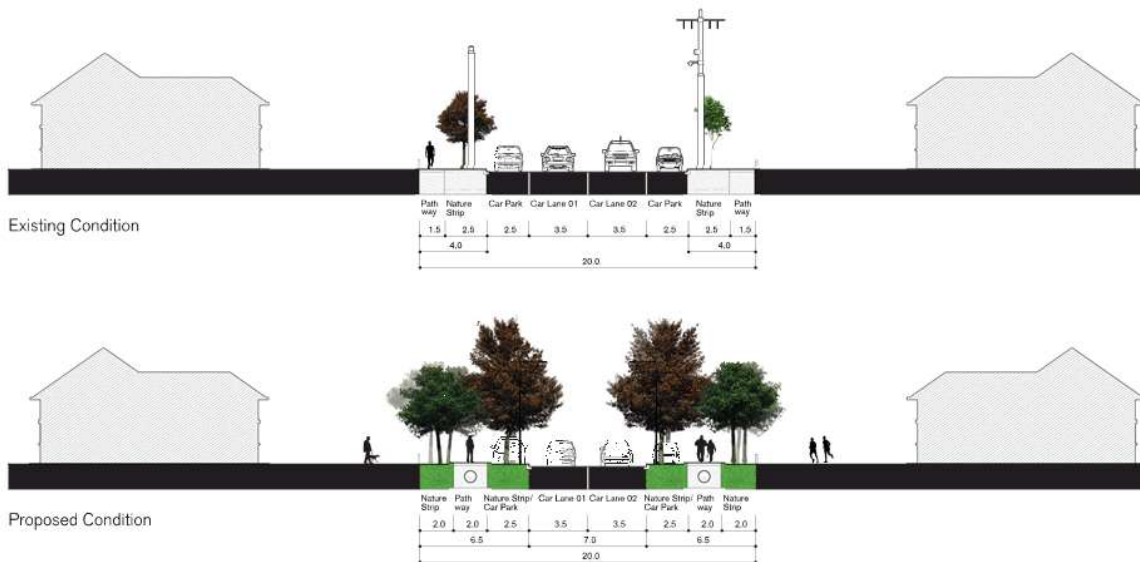 Path way Nature Strip Car Park Car Lane 01 Car Lane 02 Car Park Nature Strip Path way
Existing Condition
1.5 2.5 2.5 3.5 3.5 2.5 2.5 1.5
4.0 4.0
20.0
Nature Strip Path way Nature Strip/ Car Park Car Lane 01 Car Lane 02 Nature Strip/ Car Park Path way Nature Strip
Proposed Condition
2.0 2.0 2.5 3.5 3.5 2.5 2.0 2.0
6.5 7.0 6.5
20.0